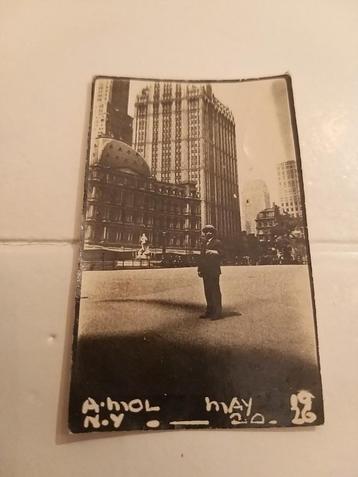 A·MOL MAY 19
N.Y. — 20- 26